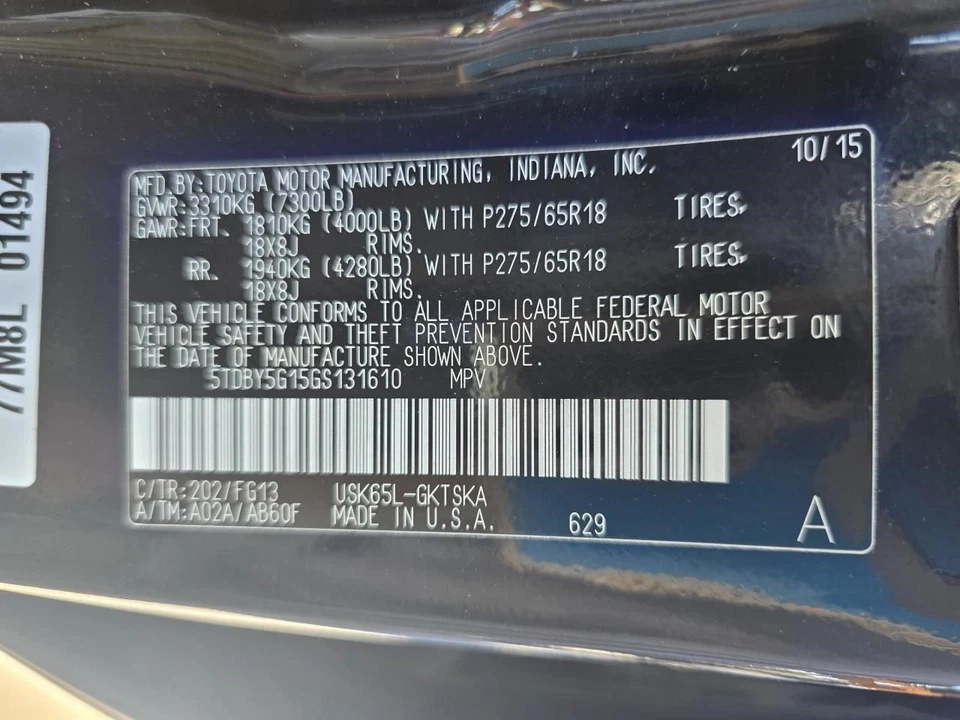 10/15
MFD.BY:TOYOTA MOTOR MANUFACTURING, INDIANA, INC.
GVWR:3310KG (7300LB)
GAWR:FRT. 1810KG (4000LB) WITH P275/65R18 TIRES,
18X8J RIMS.
RR. 1940KG (4280LB) WITH P275/65R18 TIRES,
18X8J RIMS.
THIS VEHICLE CONFORMS TO ALL APPLICABLE FEDERAL MOTOR
VEHICLE SAFETY AND THEFT PREVENTION STANDARDS IN EFFECT ON
THE DATE OF MANUFACTURE SHOWN ABOVE.
5TDBY5G15GS131610 MPV
C/TR:202/FG13 USK65L-GKTSKA
A/TM:A02A/AB60F MADE IN U.S.A. 629 A
77M8L 01494